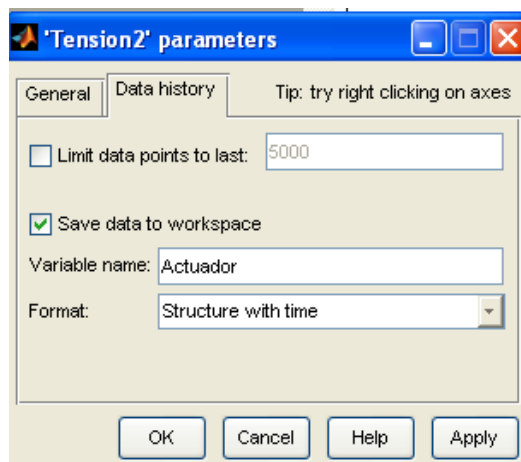 'Tension2' parameters
General
Data history
Tip: try right clicking on axes
Limit data points to last: 5000
Save data to workspace
Variable name: Actuador
Format: Structure with time
OK Cancel Help Apply